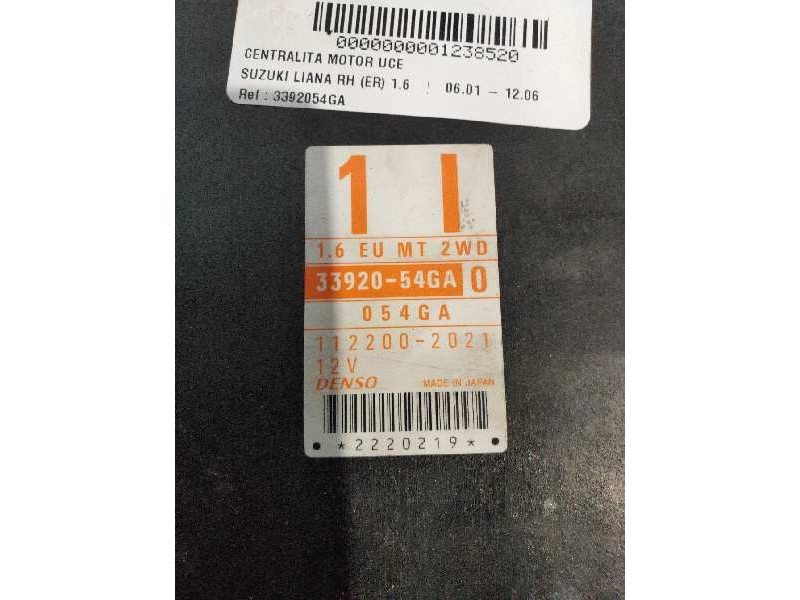 0000000001238520
CENTRALITA MOTOR UCE
SUZUKI LIANA RH (ER) 1.6 | 06.01 – 12.06
Ref : 3392054GA
1 I
1.6 EU MT 2WD
33920-54GA 0
054GA
112200-2021
12V
DENSO MADE IN JAPAN
*2220219*